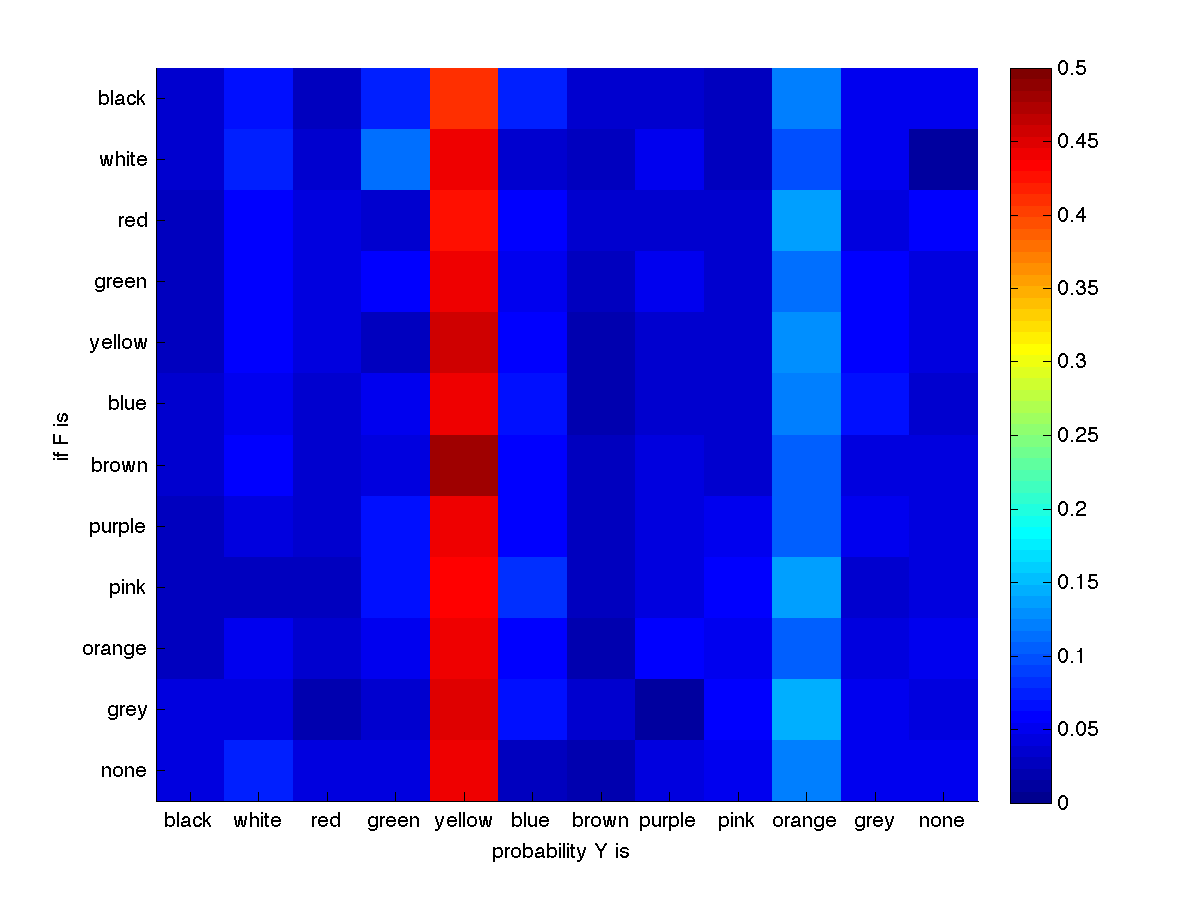 black
white
red
green
yellow
blue
brown
purple
pink
orange
grey
none
if F is
black white red green yellow blue brown purple pink orange grey none
probability Y is
0.5
0.45
0.4
0.35
0.3
0.25
0.2
0.15
0.1
0.05
0